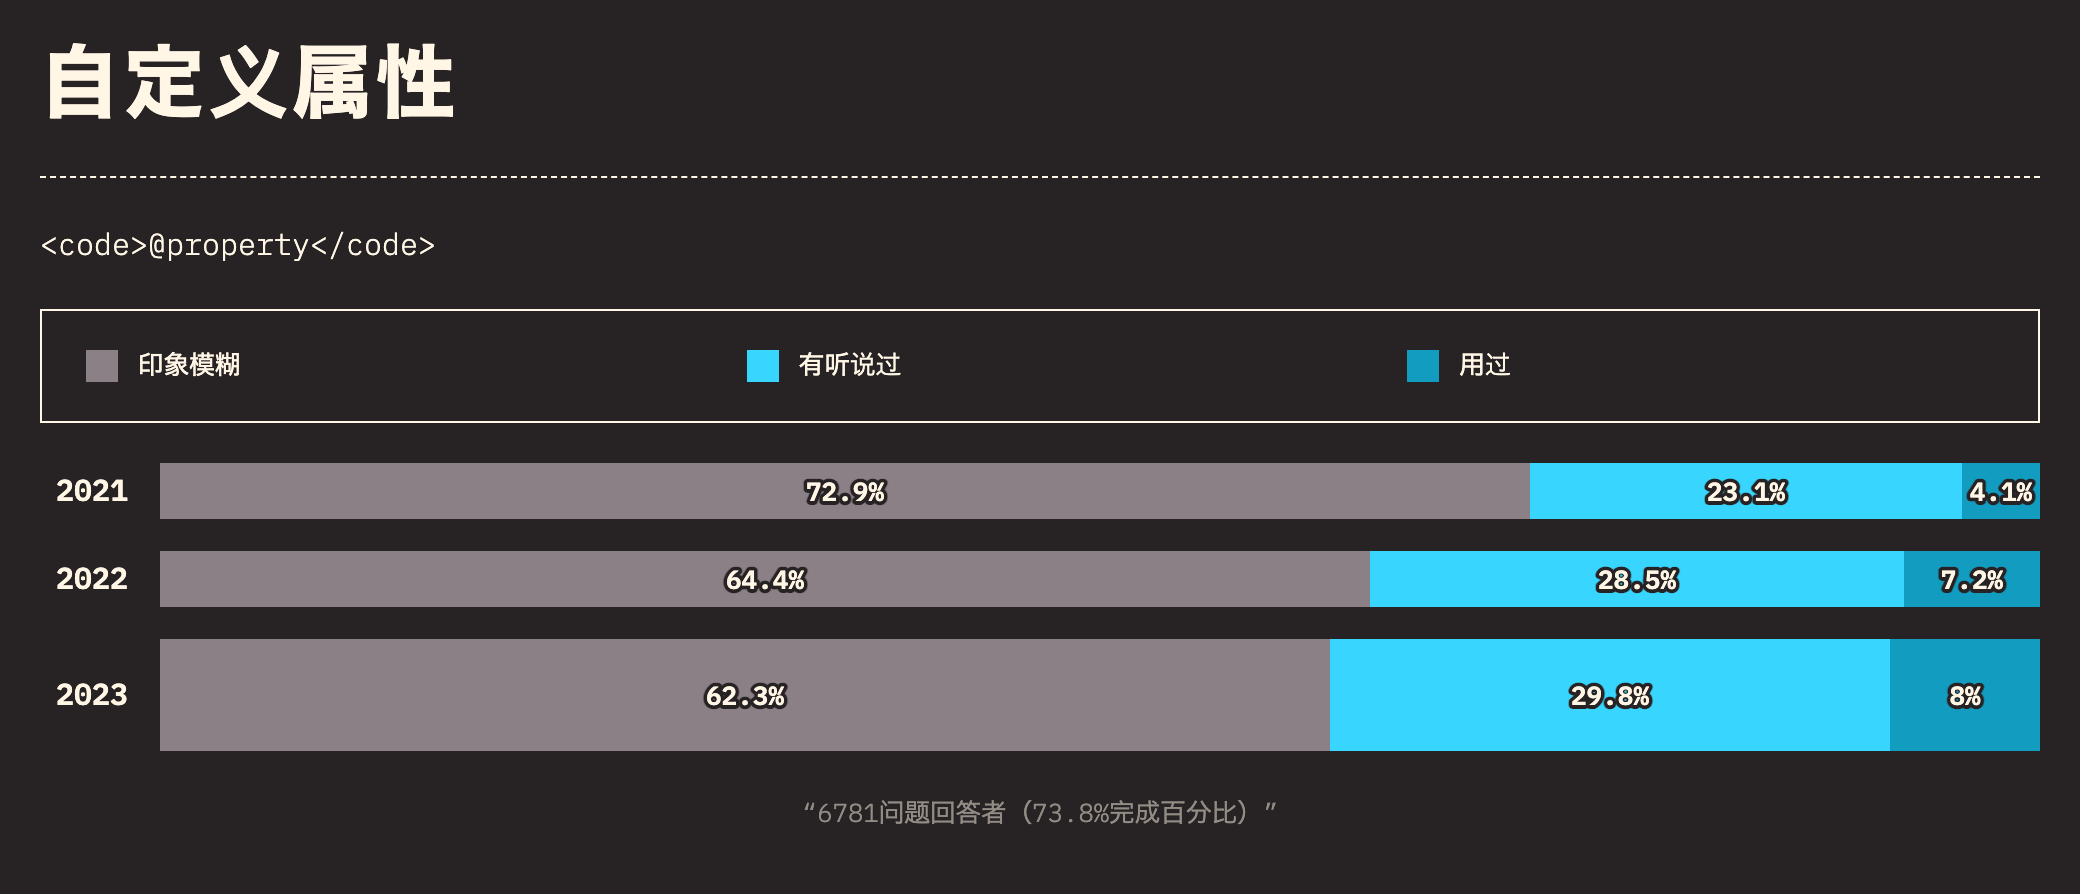 自定义属性
<code>@property</code>
印象模糊 有听说过 用过
2021 72.9% 23.1% 4.1%
2022 64.4% 28.5% 7.2%
2023 62.3% 29.8% 8%
“6781问题回答者（73.8%完成百分比）”